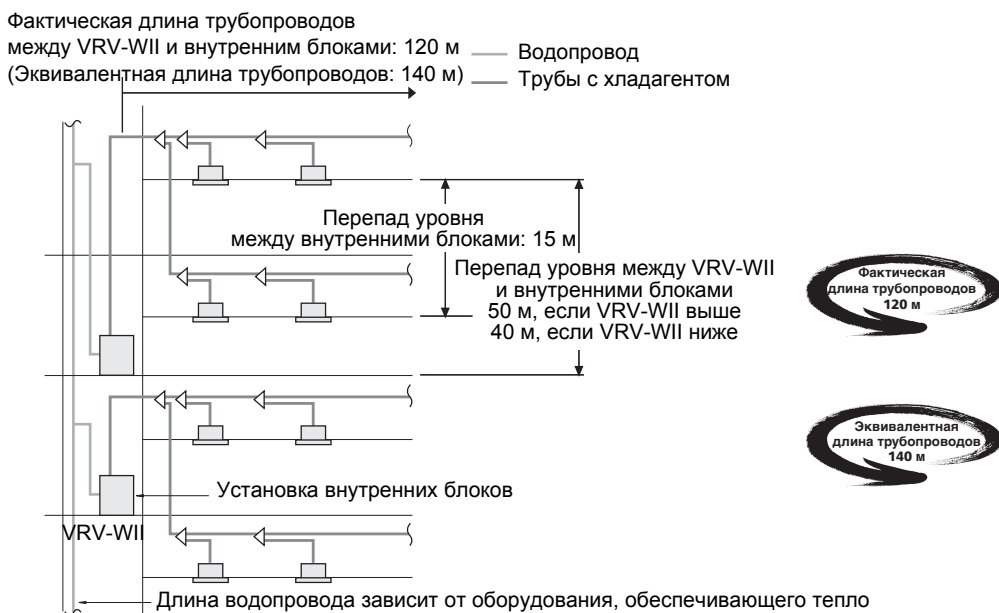 Фактическая длина трубопроводов
между VRV-WII и внутренним блоками: 120 м
(Эквивалентная длина трубопроводов: 140 м)
Водопровод
Трубы с хладагентом
Перепад уровня
между внутренними блоками: 15 м
Перепад уровня между VRV-WII
и внутренними блоками
50 м, если VRV-WII выше
40 м, если VRV-WII ниже
Фактическая
длина трубопроводов
120 м
Эквивалентная
длина трубопроводов
140 м
Установка внутренних блоков
VRV-WII
Длина водопровода зависит от оборудования, обеспечивающего тепло